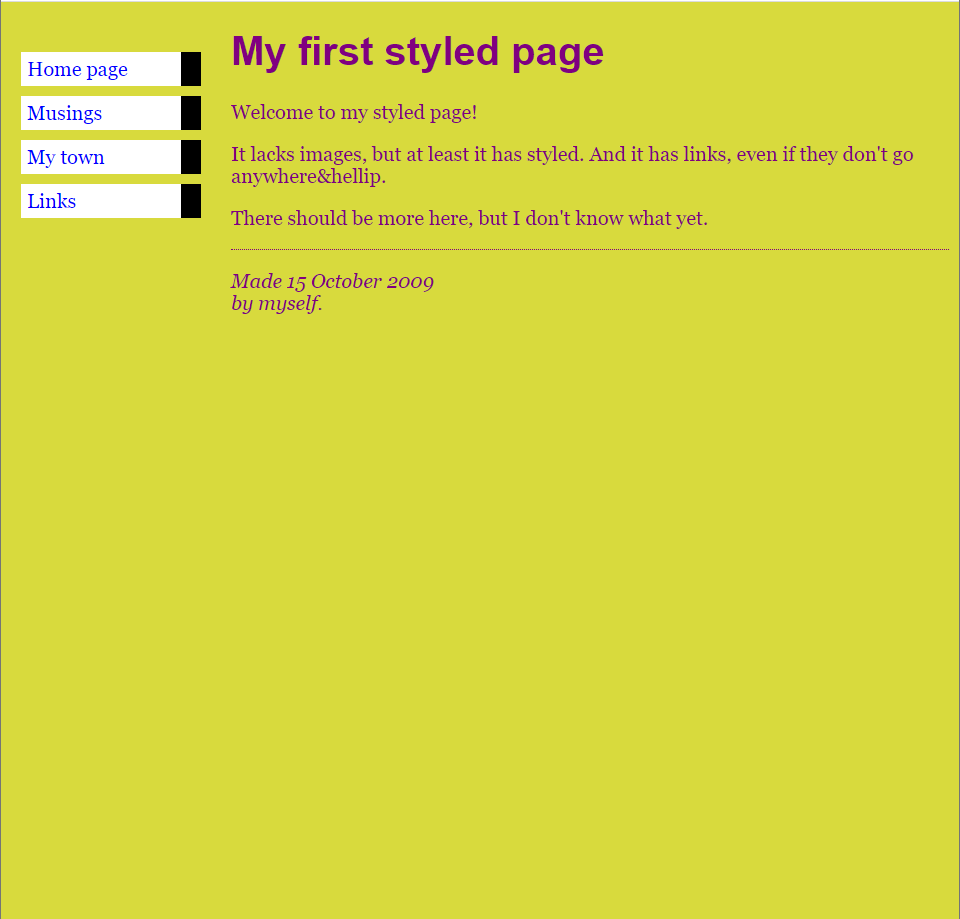 Home page
Musings
My town
Links
My first styled page
Welcome to my styled page!
It lacks images, but at least it has styled. And it has links, even if they don't go
anywhere&hellip.
There should be more here, but I don't know what yet.
Made 15 October 2009
by myself.